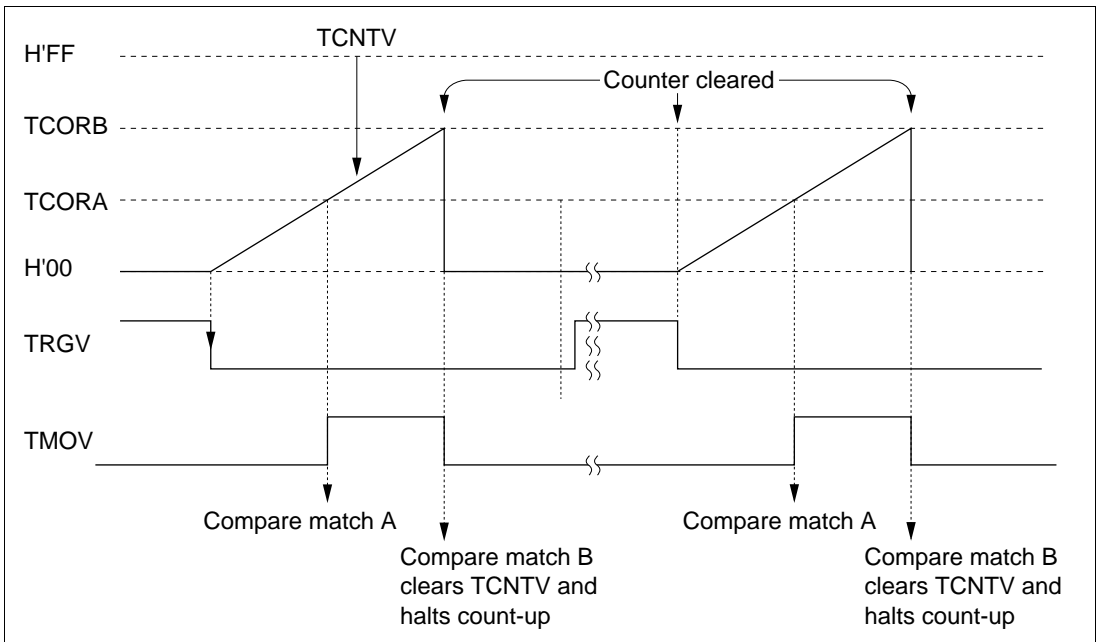 TCNTV
H'FF
Counter cleared
TCORB
TCORA
H'00
TRGV
TMOV
Compare match A
Compare match A
Compare match B
clears TCNTV and
halts count-up
Compare match B
clears TCNTV and
halts count-up